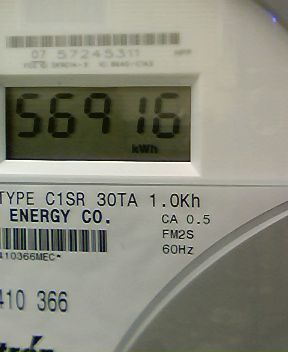 07 57245311
56916
kWh
TYPE C1SR 30TA 1.0Kh
ENERGY CO.
CA 0.5
FM2S
60Hz
410366MEC*
410 366